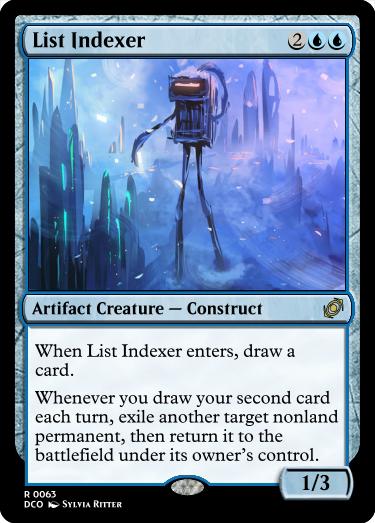 List Indexer 2
Artifact Creature — Construct
When List Indexer enters, draw a
card.
Whenever you draw your second card
each turn, exile another target nonland
permanent, then return it to the
battlefield under its owner's control.
1/3
R 0063
DCO Sylvia Ritter